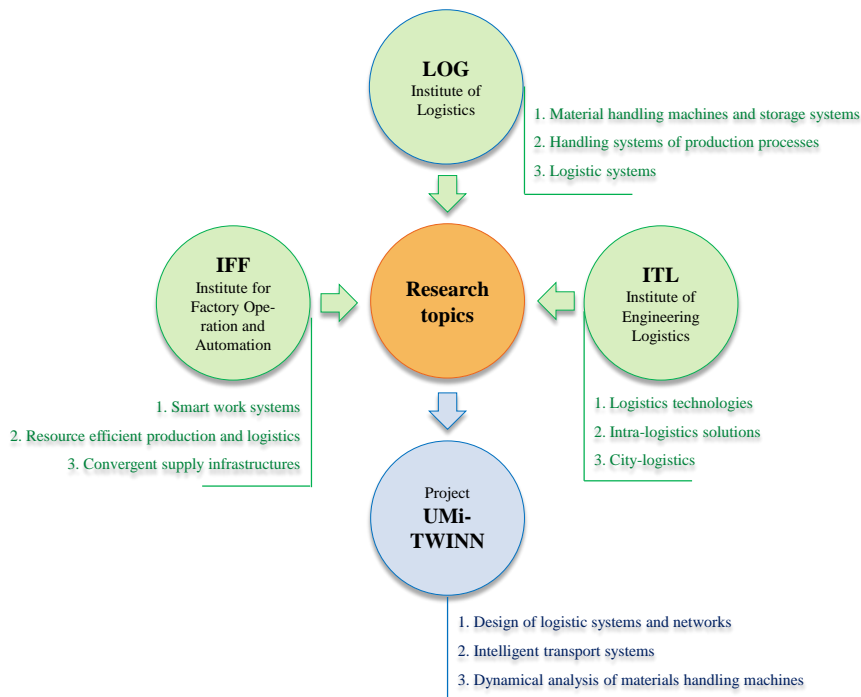 LOG
Institute of
Logistics
1. Material handling machines and storage systems
2. Handling systems of production processes
3. Logistic systems
IFF
Institute for
Factory Ope-
ration and
Automation
1. Smart work systems
2. Resource efficient production and logistics
3. Convergent supply infrastructures
Research
topics
ITL
Institute of
Engineering
Logistics
1. Logistics technologies
2. Intra-logistics solutions
3. City-logistics
Project
UMi-
TWINN
1. Design of logistic systems and networks
2. Intelligent transport systems
3. Dynamical analysis of materials handling machines